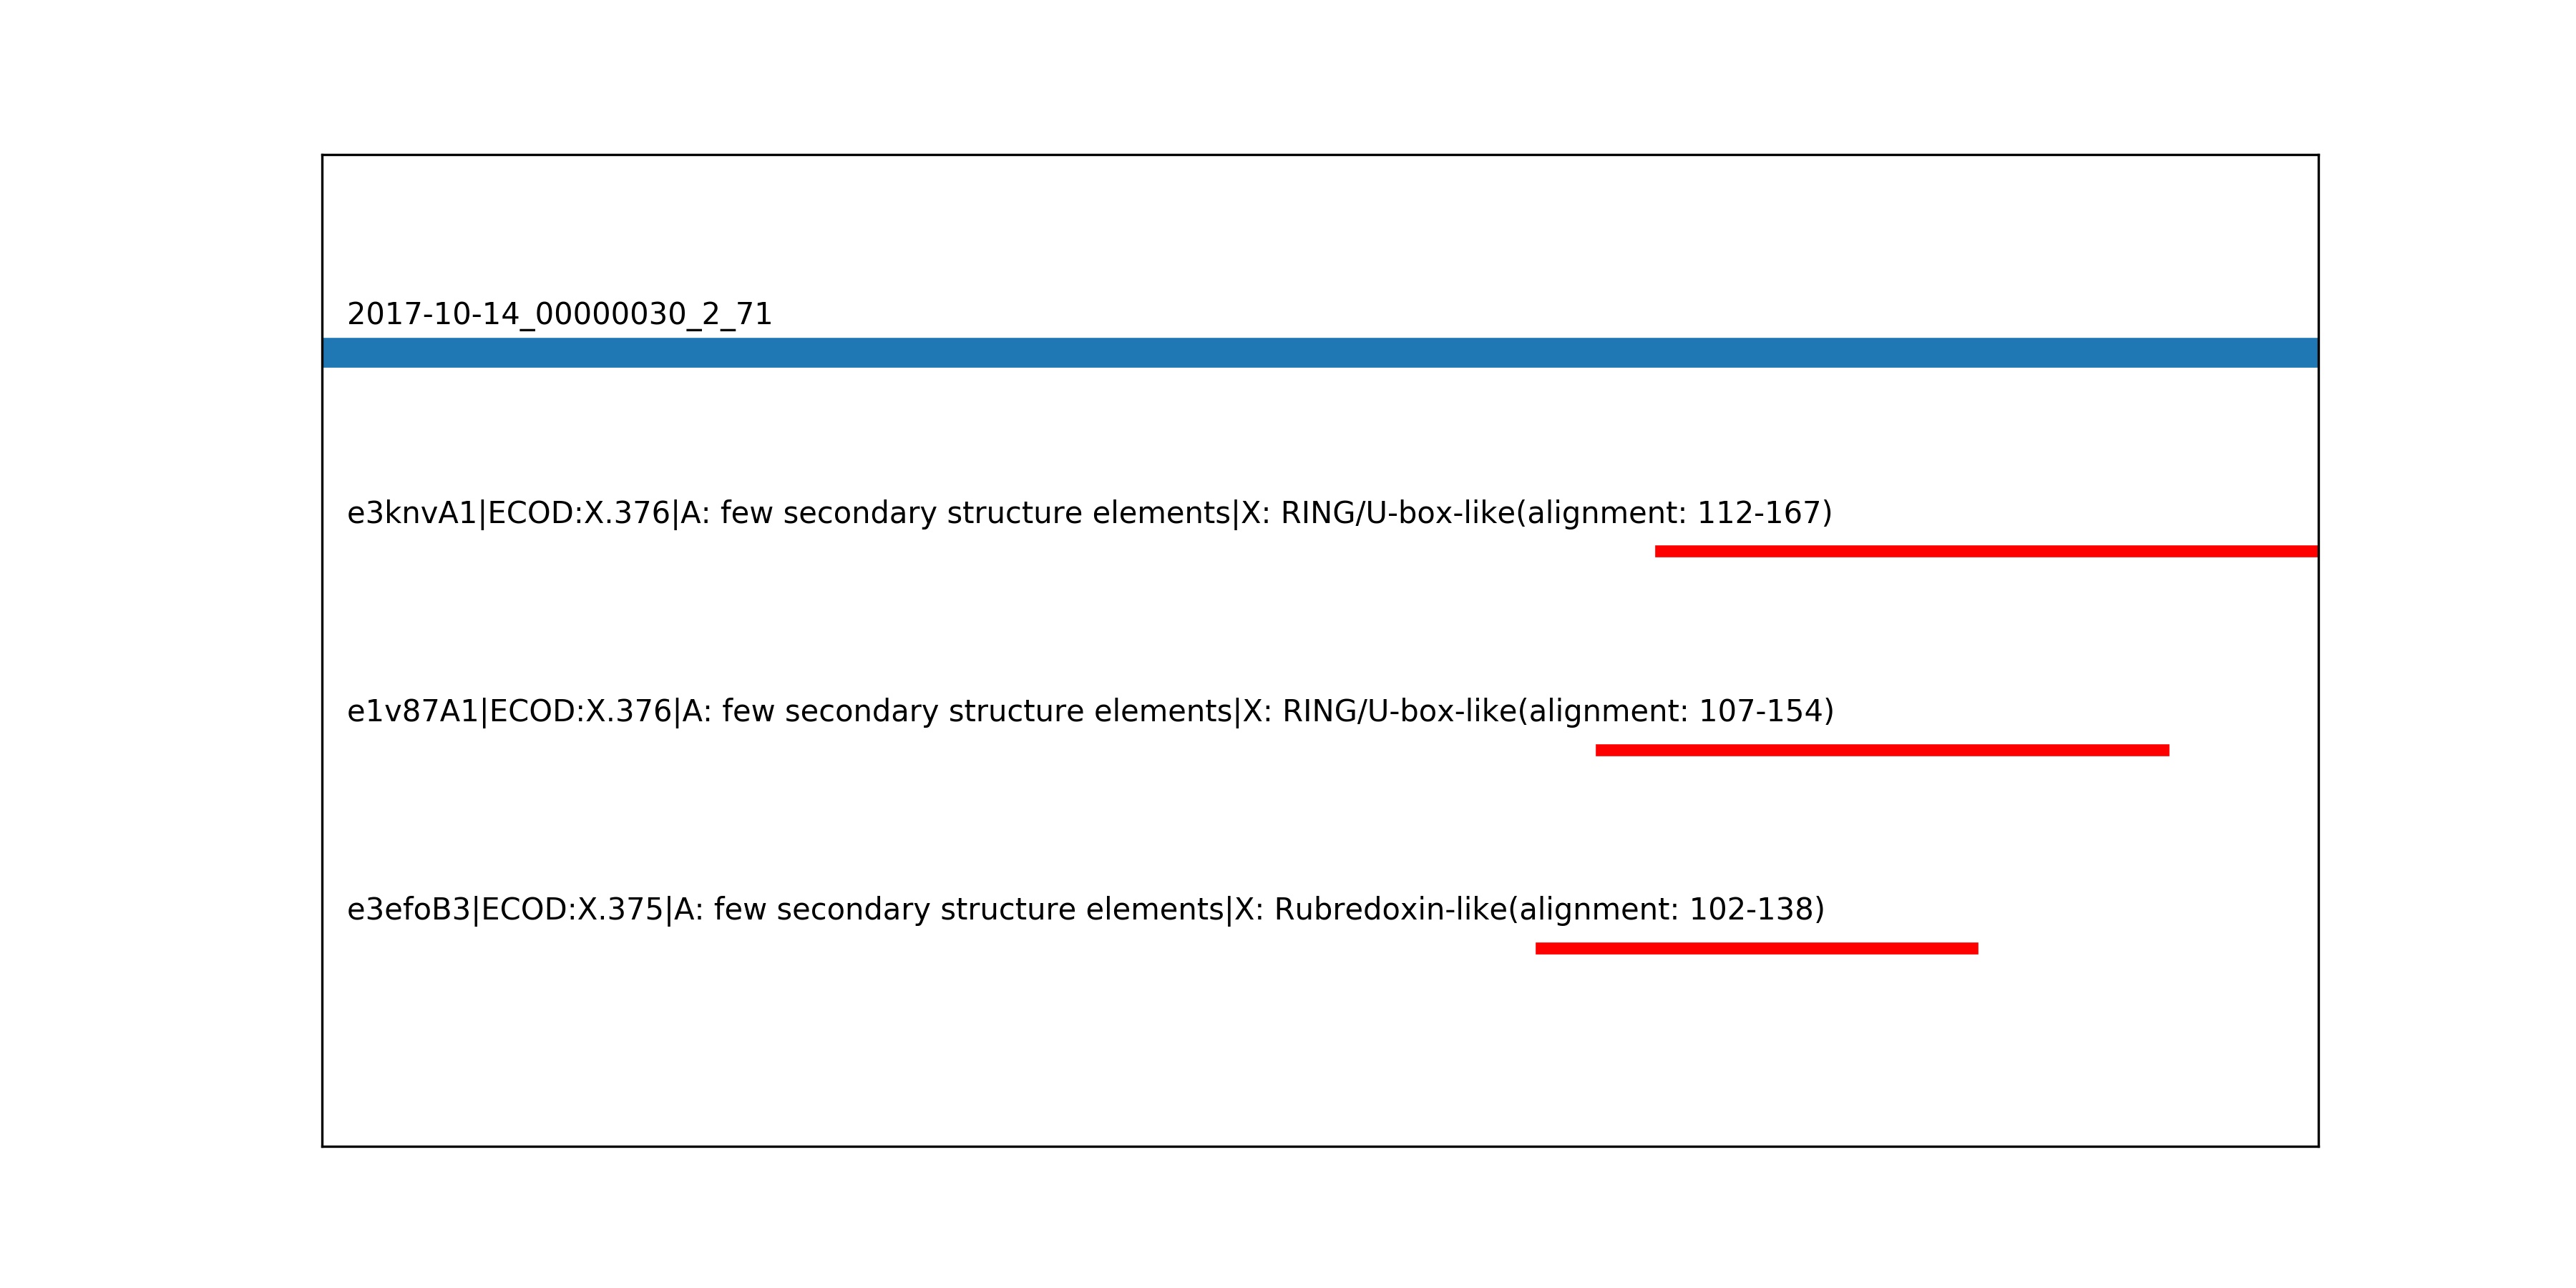 2017-10-14_00000030_2_71
e3knvA1|ECOD:X.376|A: few secondary structure elements|X: RING/U-box-like(alignment: 112-167)
e1v87A1|ECOD:X.376|A: few secondary structure elements|X: RING/U-box-like(alignment: 107-154)
e3efoB3|ECOD:X.375|A: few secondary structure elements|X: Rubredoxin-like(alignment: 102-138)